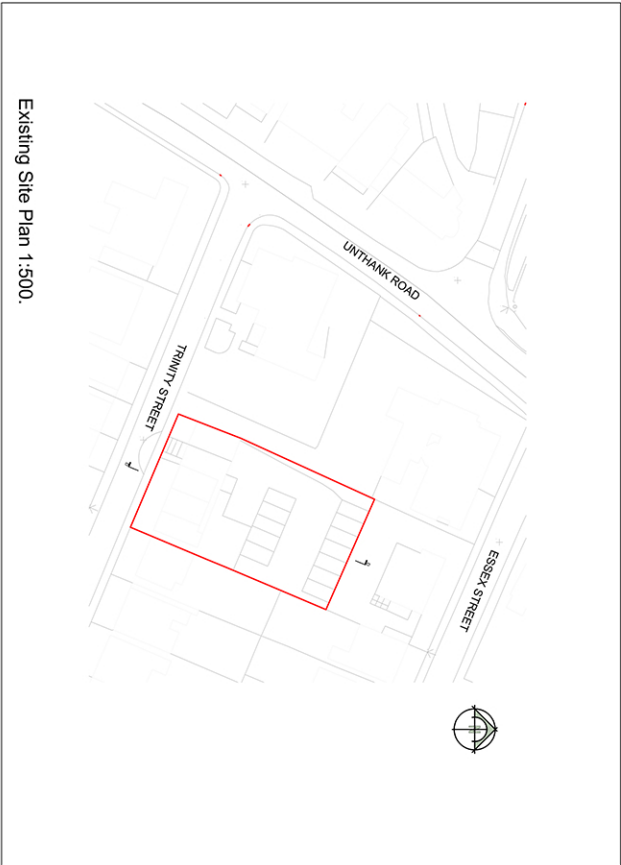 UNTHANK ROAD
TRINITY STREET
ESSEX STREET
Existing Site Plan 1:500.